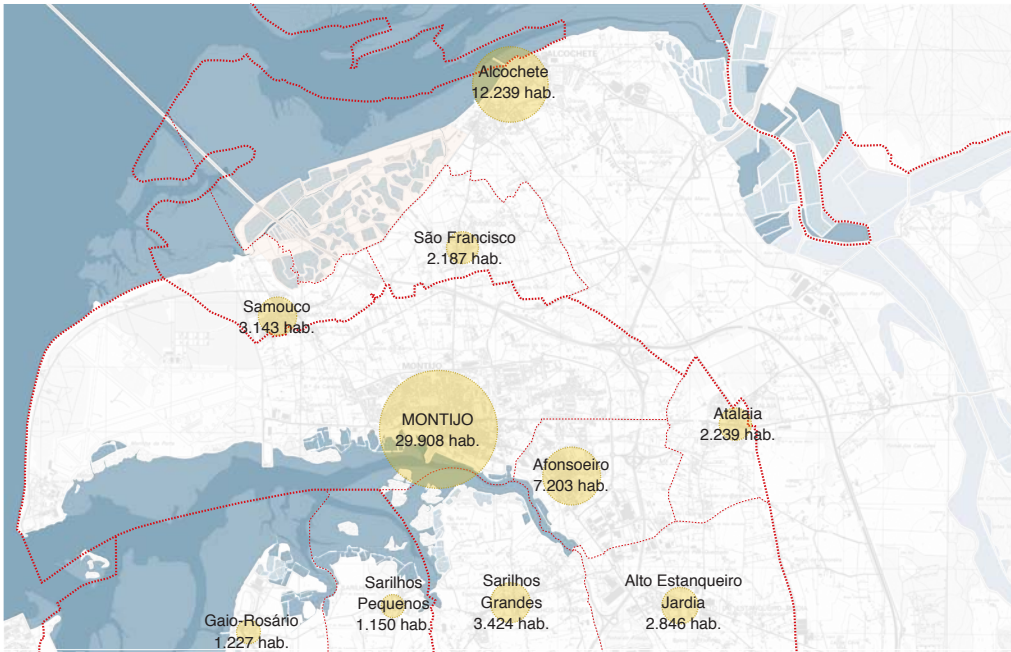 ALCOCHETE
Alcochete
12.239 hab.
São Francisco
2.187 hab.
Samouco
3.143 hab.
MONTIJO
29.908 hab.
Atalaia
2.239 hab.
Afonsoeiro
7.203 hab.
Sarilhos
Pequenos
1.150 hab.
Sarilhos
Grandes
3.424 hab.
Alto Estanqueiro
Jardia
2.846 hab.
Gaio-Rosário
1.227 hab.